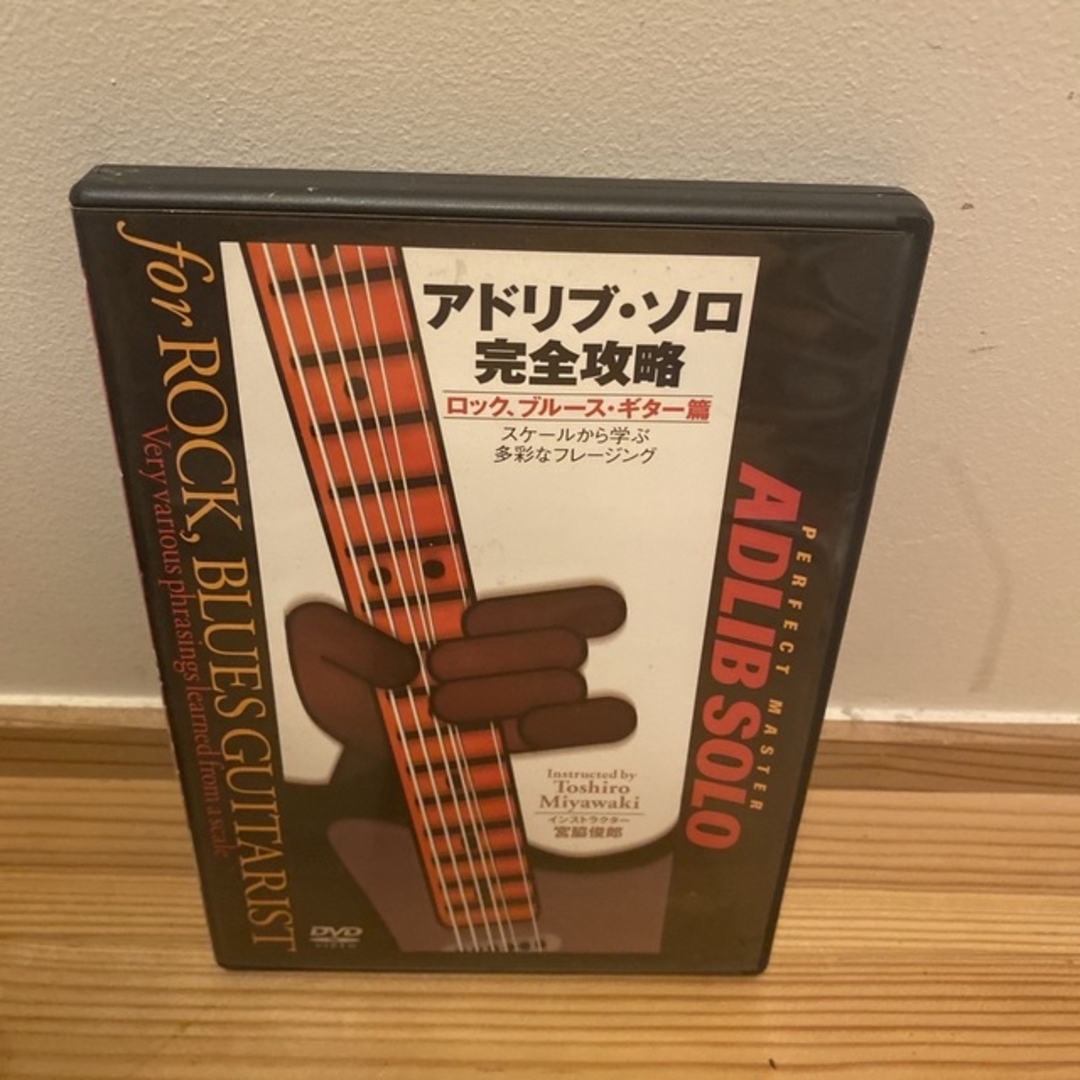 アドリブ・ソロ
完全攻略
ロック、ブルース・ギター篇
スケールから学ぶ
多彩なフレージング
PERFECT MASTER
ADLIB SOLO
for ROCK, BLUES GUITARIST
Very various phrasings learned from a scale
Instructed by
Toshiro
Miyawaki
インストラクター
宮脇俊郎
DVD
VIDEO